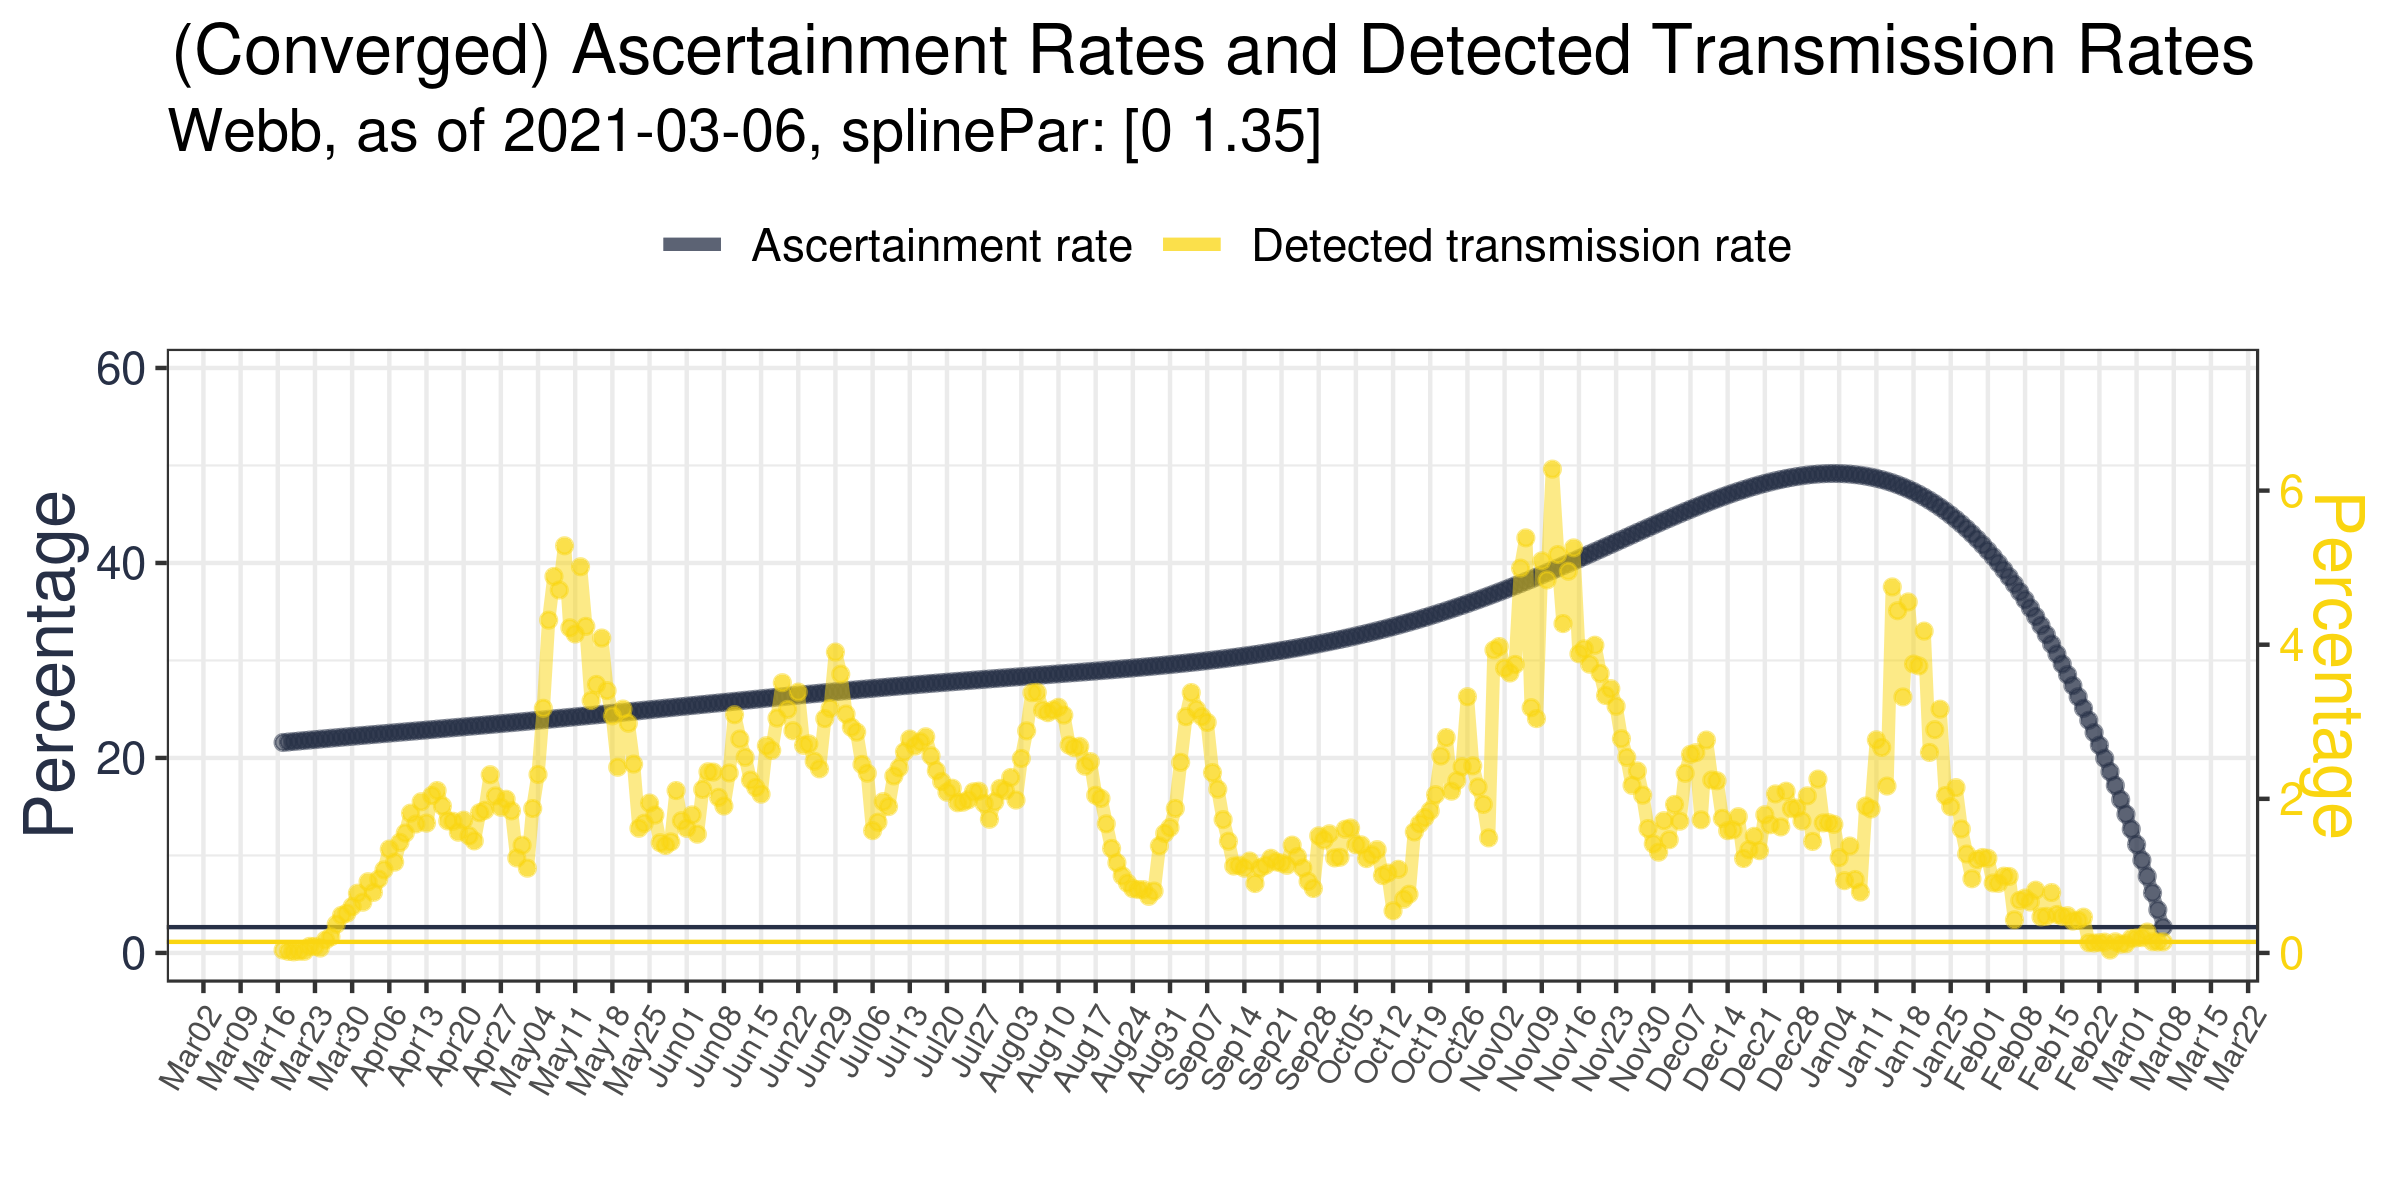 (Converged) Ascertainment Rates and Detected Transmission Rates
Webb, as of 2021-03-06, splinePar: [0 1.35]
Ascertainment rate
Detected transmission rate
Percentage
60
40
20
0
6
4
2
0
Percentage
Mar02
Mar09
Mar16
Mar23
Mar30
Apr06
Apr13
Apr20
Apr27
May04
May11
May18
May25
Jun01
Jun08
Jun15
Jun22
Jun29
Jul06
Jul13
Jul20
Jul27
Aug03
Aug10
Aug17
Aug24
Aug31
Sep07
Sep14
Sep21
Sep28
Oct05
Oct12
Oct19
Oct26
Nov02
Nov09
Nov16
Nov23
Nov30
Dec07
Dec14
Dec21
Dec28
Jan04
Jan11
Jan18
Jan25
Feb01
Feb08
Feb15
Feb22
Mar01
Mar08
Mar15
Mar22